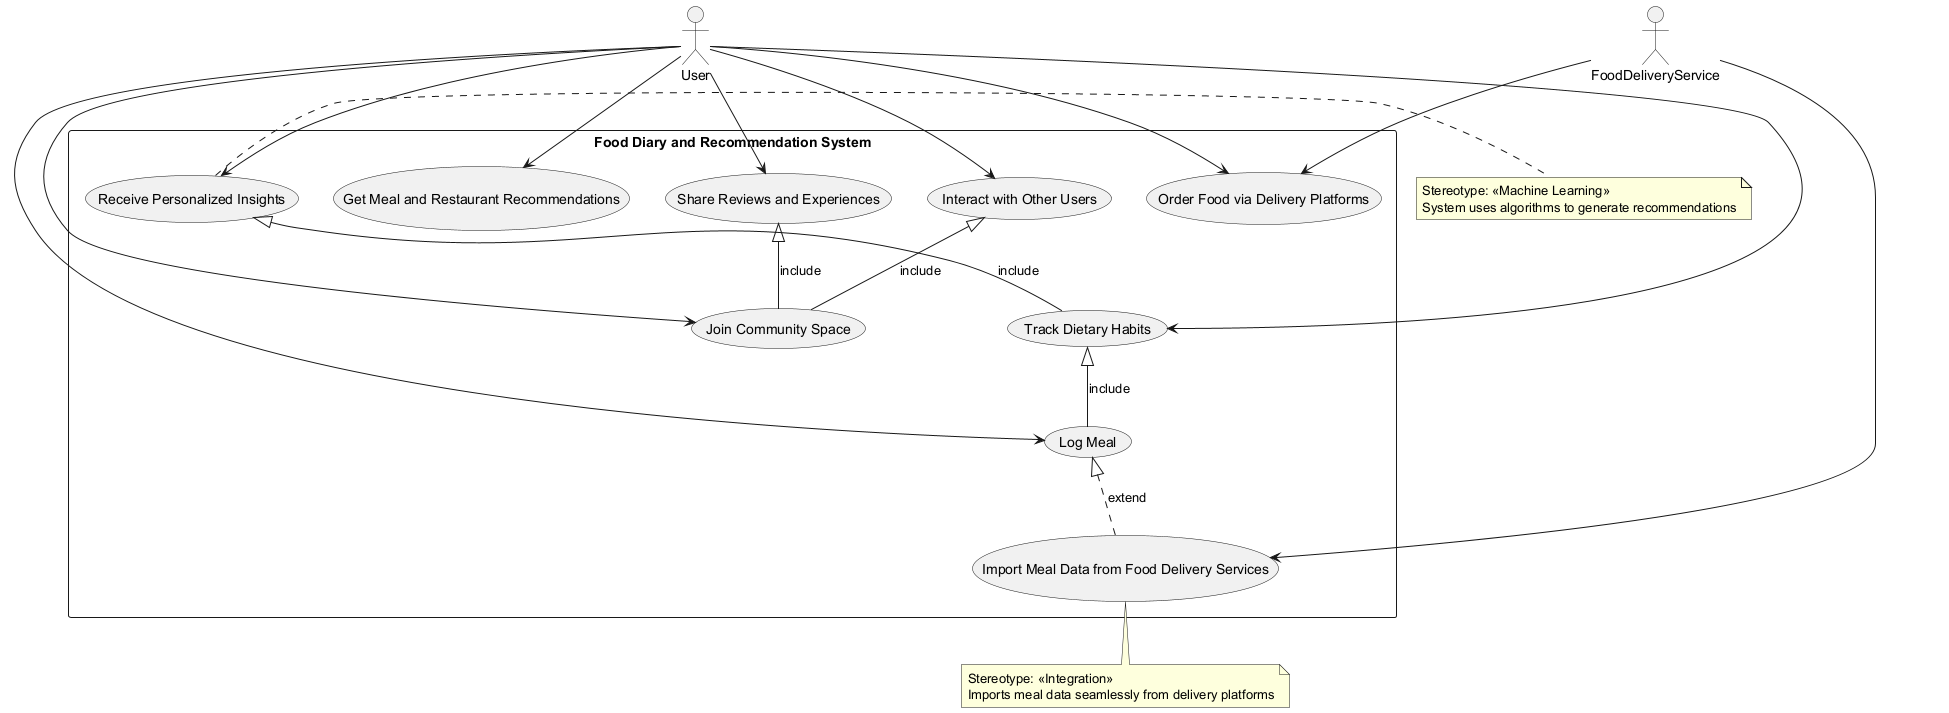 User
FoodDeliveryService
Food Diary and Recommendation System
Receive Personalized Insights
Get Meal and Restaurant Recommendations
Share Reviews and Experiences
Interact with Other Users
Order Food via Delivery Platforms
Stereotype: «Machine Learning»
System uses algorithms to generate recommendations
include
include
include
Join Community Space
Track Dietary Habits
include
Log Meal
extend
Import Meal Data from Food Delivery Services
Stereotype: «Integration»
Imports meal data seamlessly from delivery platforms